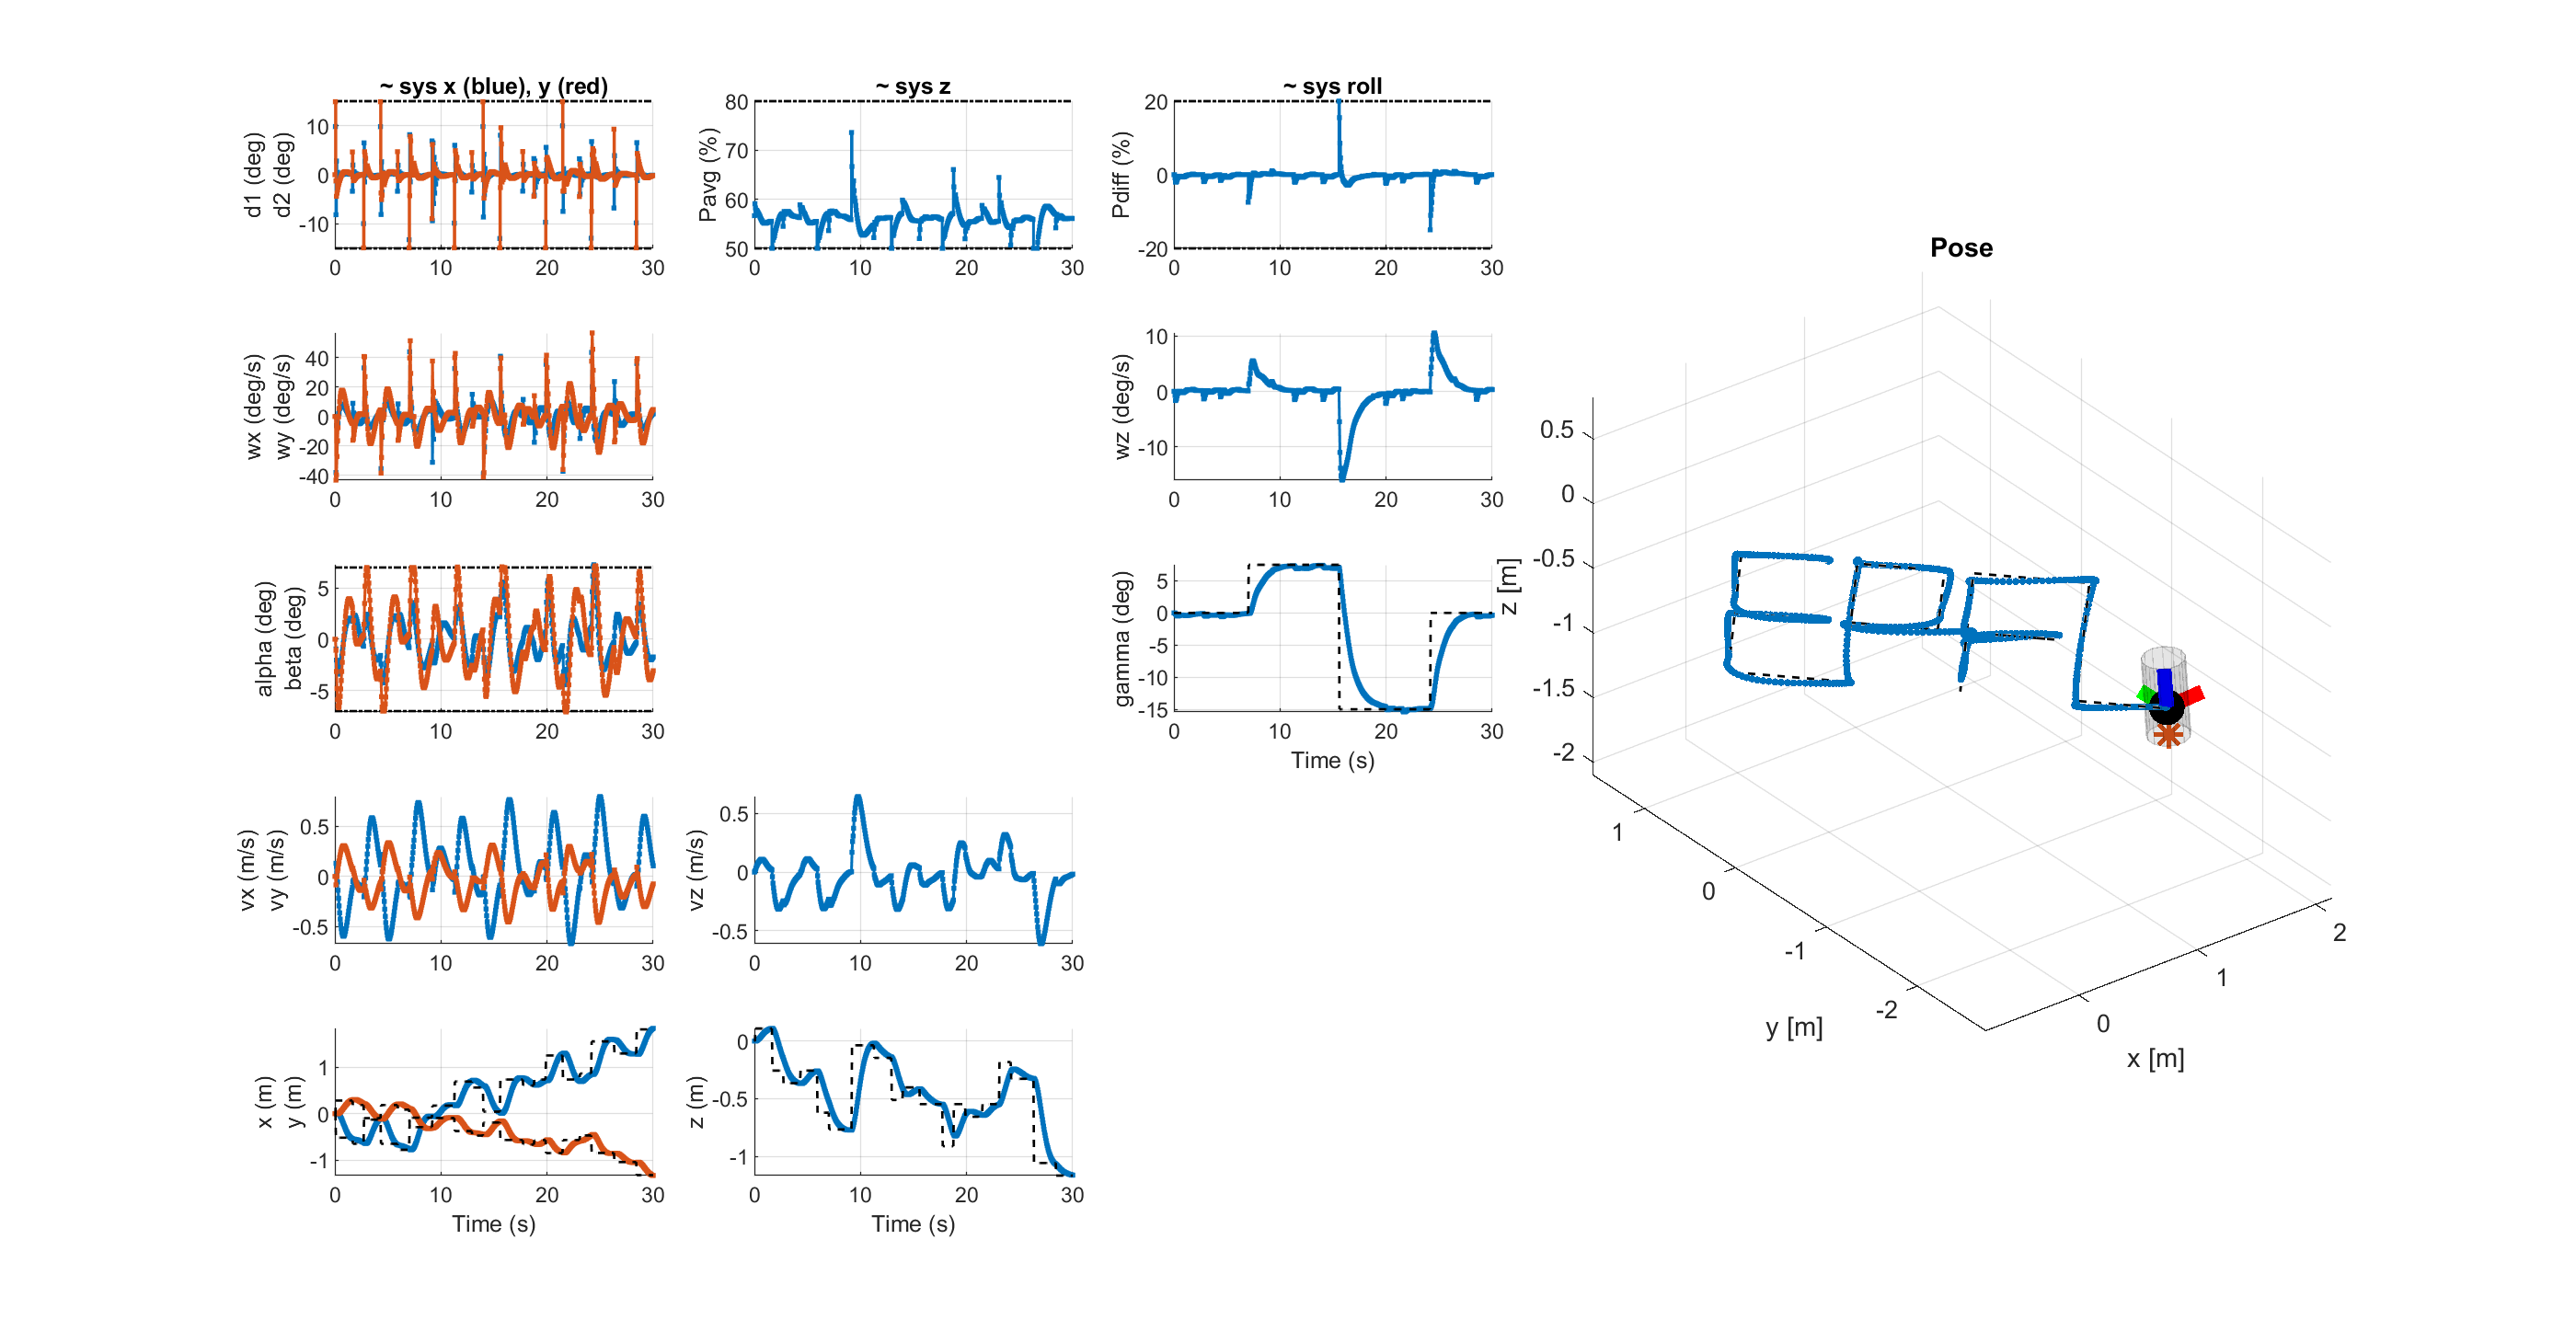 ~ sys x (blue), y (red)
~ sys z
~ sys roll
d1 (deg)
d2 (deg)
10
0
-10
0 10 20 30
Pavg (%)
80
70
60
50
0 10 20 30
Pdiff (%)
20
0
-20
0 10 20 30
wx (deg/s)
wy (deg/s)
40
20
0
-20
-40
0 10 20 30
wz (deg/s)
10
0
-10
0 10 20 30
alpha (deg)
beta (deg)
5
0
-5
0 10 20 30
gamma (deg)
5
0
-5
-10
-15
0 10 20 30
Time (s)
vx (m/s)
vy (m/s)
0.5
0
-0.5
0 10 20 30
vz (m/s)
0.5
0
-0.5
0 10 20 30
x (m)
y (m)
1
0
-1
0 10 20 30
Time (s)
z (m)
0
-0.5
-1
0 10 20 30
Time (s)
Pose
z [m]
0.5
0
-0.5
-1
-1.5
-2
1
0
-1
-2
y [m]
0
1
2
x [m]